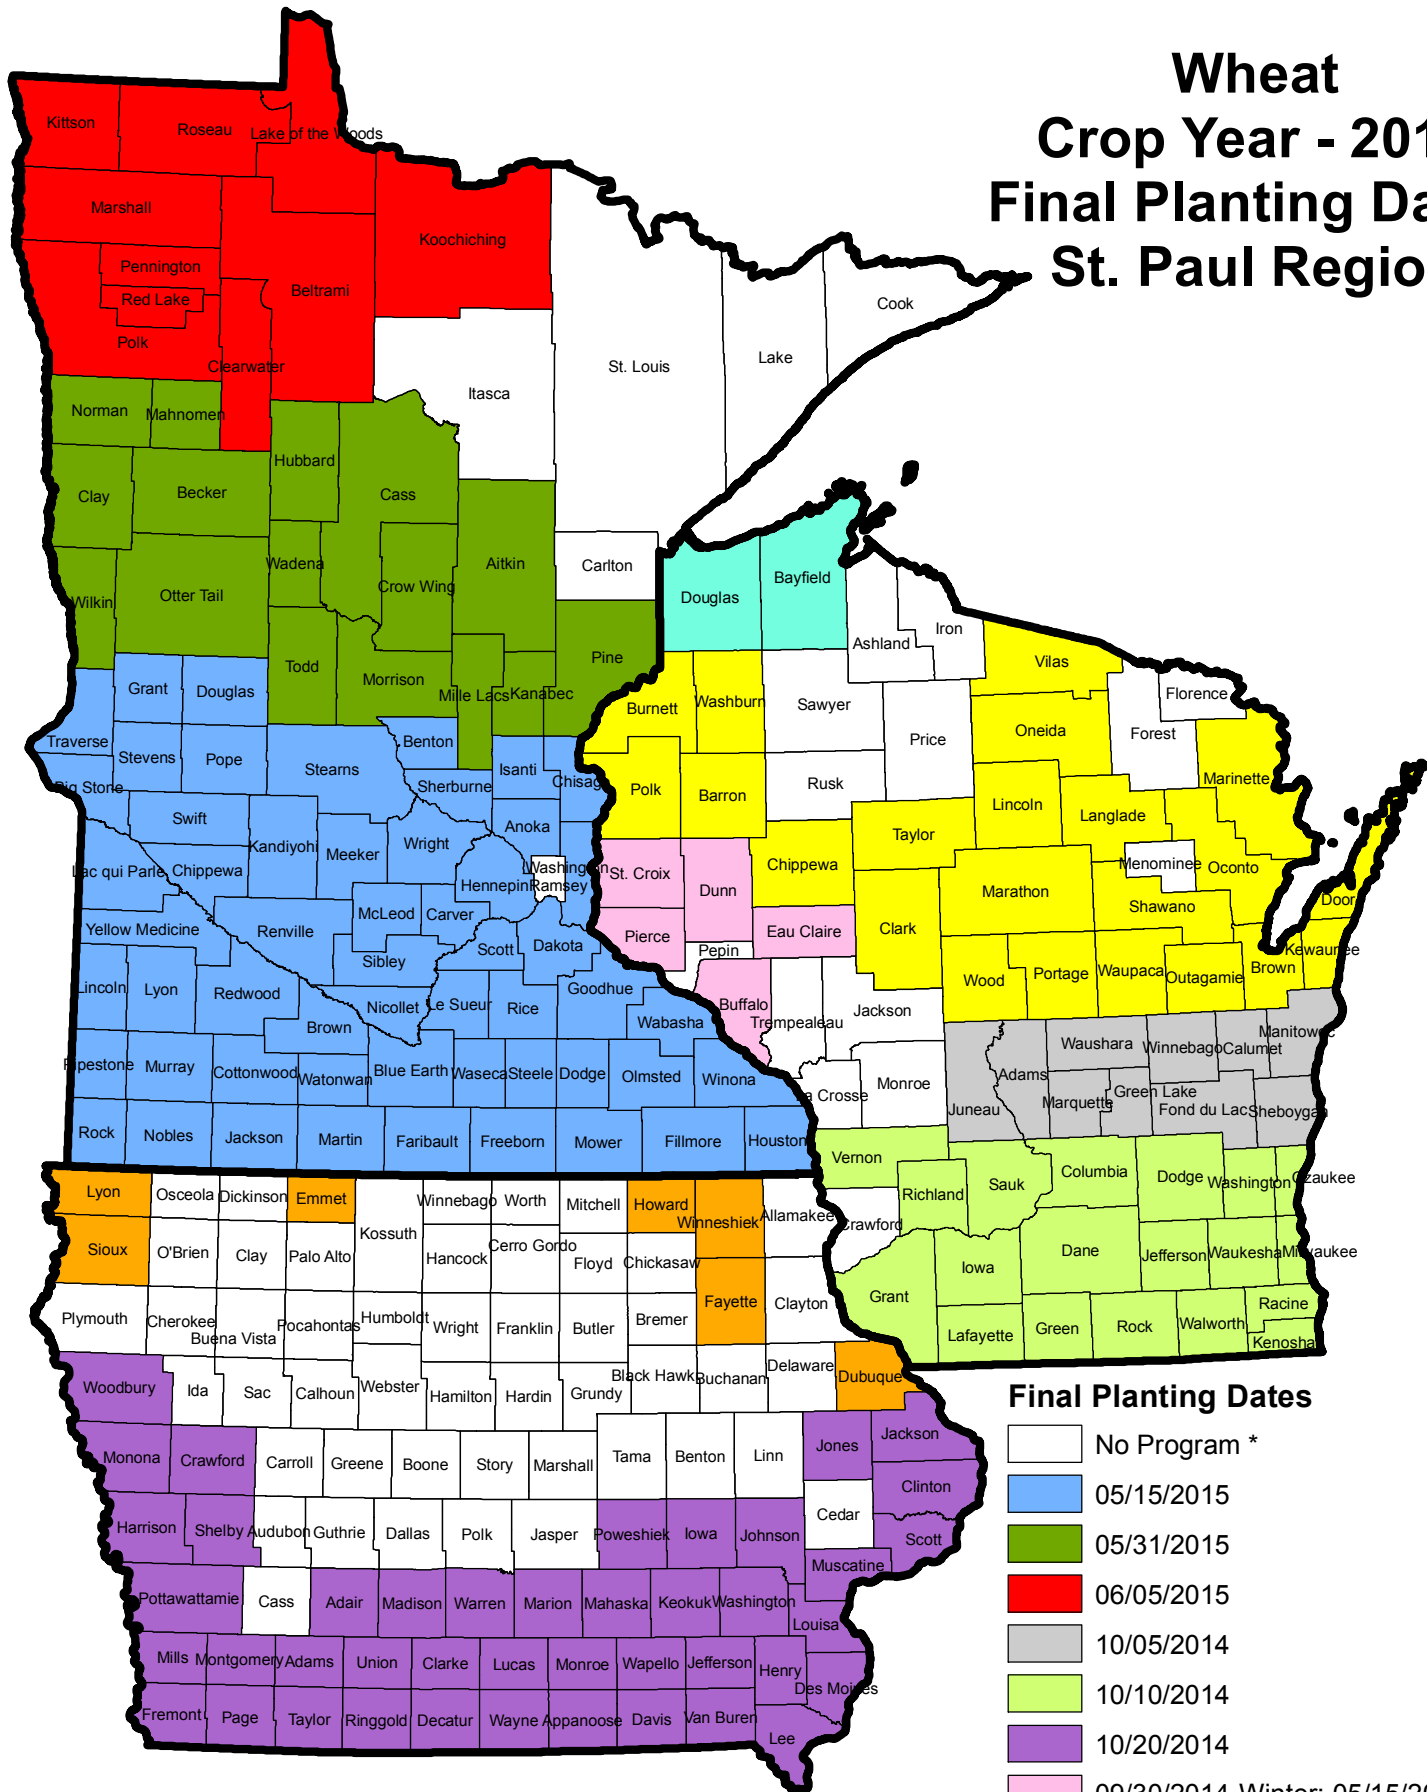 Wheat
Crop Year - 201
Final Planting Da
St. Paul Regio
Kittson
Roseau
Lake of the Woods
Marshall
Koochiching
Pennington
Beltrami
Red Lake
Polk
Clearwater
Cook
Lake
St. Louis
Itasca
Norman
Mahnomen
Hubbard
Clay
Becker
Cass
Wadena
Aitkin
Carlton
Crow Wing
Otter Tail
Wilkin
Todd
Morrison
Mille Lacs
Kanabec
Pine
Douglas
Bayfield
Ashland
Iron
Vilas
Florence
Grant
Douglas
Burnett
Washburn
Sawyer
Price
Oneida
Forest
Marinette
Traverse
Stevens
Pope
Stearns
Benton
Isanti
Big Stone
Sherburne
Chisag
Polk
Barron
Rusk
Lincoln
Langlade
Swift
Anoka
Taylor
Kandiyohi
Meeker
Wright
Lac qui Parle
Chippewa
Washington
Hennepin
Ramsey
St. Croix
Dunn
Chippewa
Marathon
Menominee
Oconto
Door
McLeod
Carver
Shawano
Yellow Medicine
Renville
Scott
Dakota
Pierce
Eau Claire
Clark
Pepin
Kewaunee
Sibley
Wood
Portage
Waupaca
Outagamie
Brown
Lincoln
Lyon
Redwood
Nicollet
Le Sueur
Rice
Goodhue
Buffalo
Trempealeau
Jackson
Brown
Wabasha
Waushara
Winnebago
Calumet
Manitowoc
Pipestone
Murray
Cottonwood
Watonwan
Blue Earth
Waseca
Steele
Dodge
Olmsted
Winona
La Crosse
Monroe
Juneau
Adams
Marquette
Green Lake
Fond du Lac
Sheboygan
Rock
Nobles
Jackson
Martin
Faribault
Freeborn
Mower
Fillmore
Houston
Vernon
Richland
Sauk
Columbia
Dodge
Washington
Ozaukee
Lyon
Osceola
Dickinson
Emmet
Winnebago
Worth
Mitchell
Howard
Winneshiek
Allamakee
Crawford
Kossuth
Sioux
O'Brien
Clay
Palo Alto
Hancock
Cerro Gordo
Floyd
Chickasaw
Iowa
Dane
Jefferson
Waukesha
Milwaukee
Plymouth
Cherokee
Buena Vista
Pocahontas
Humboldt
Wright
Franklin
Butler
Bremer
Fayette
Clayton
Grant
Lafayette
Green
Rock
Walworth
Racine
Kenosha
Woodbury
Ida
Sac
Calhoun
Webster
Hamilton
Hardin
Grundy
Black Hawk
Buchanan
Delaware
Dubuque
Monona
Crawford
Carroll
Greene
Boone
Story
Marshall
Tama
Benton
Linn
Jones
Jackson
Clinton
Harrison
Shelby
Audubon
Guthrie
Dallas
Polk
Jasper
Poweshiek
Iowa
Johnson
Cedar
Scott
Muscatine
Pottawattamie
Cass
Adair
Madison
Warren
Marion
Mahaska
Keokuk
Washington
Louisa
Mills
Montgomery
Adams
Union
Clarke
Lucas
Monroe
Wapello
Jefferson
Henry
Des Moines
Fremont
Page
Taylor
Ringgold
Decatur
Wayne
Appanoose
Davis
Van Buren
Lee
Final Planting Dates
No Program *
05/15/2015
05/31/2015
06/05/2015
10/05/2014
10/10/2014
10/20/2014
09/30/2014 Winter; 05/15/20